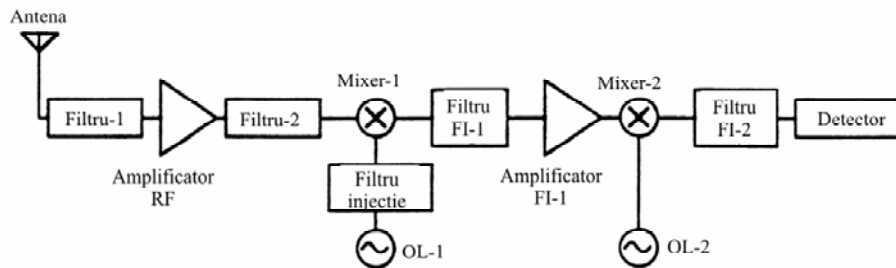 Antena
Filtru-1
Amplificator
RF
Filtru-2
Mixer-1
Filtru
injectie
OL-1
Filtru
FI-1
Amplificator
FI-1
Mixer-2
OL-2
Filtru
FI-2
Detector